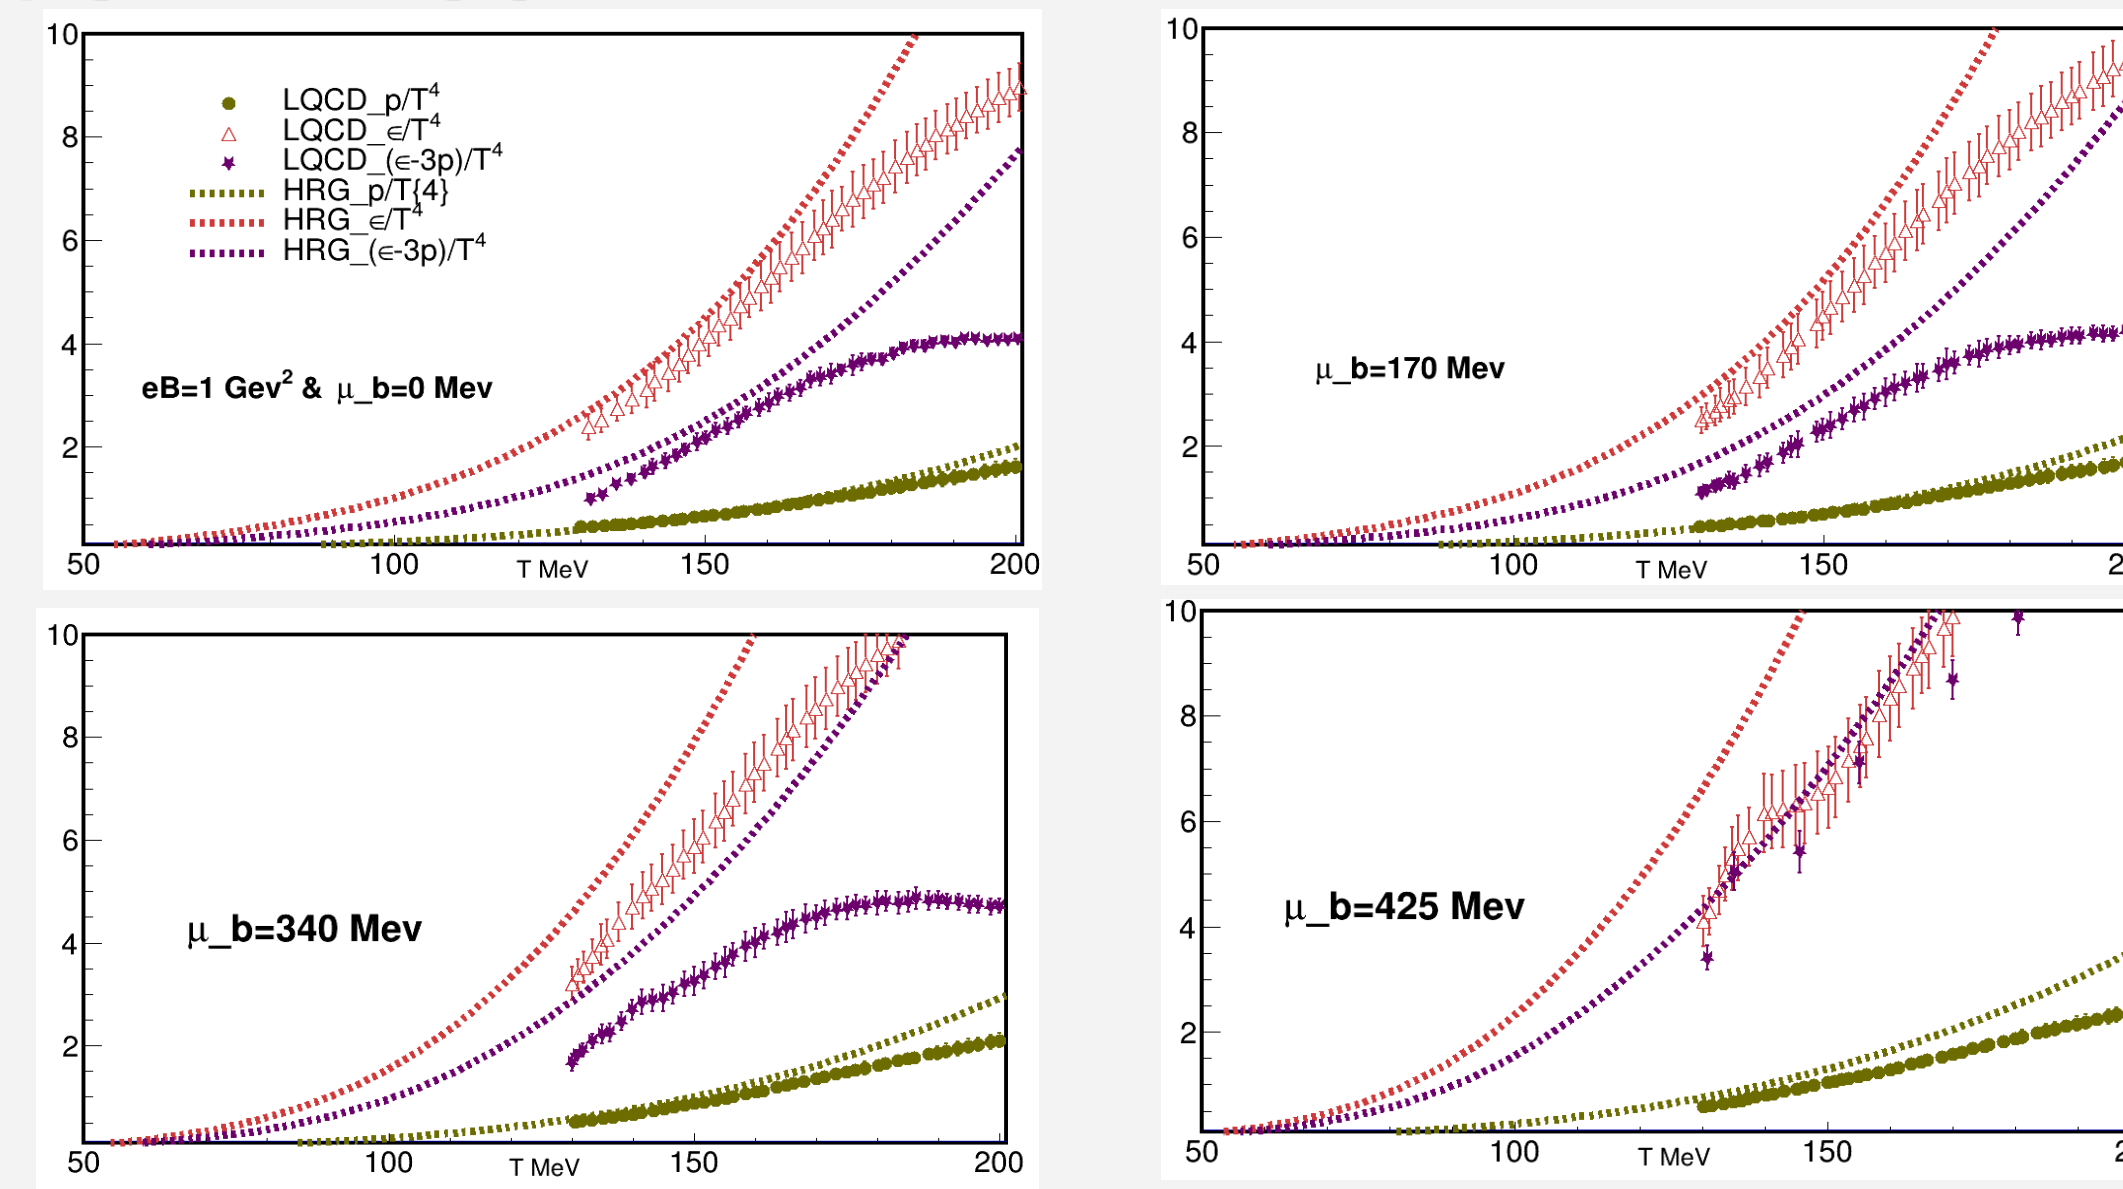 10
8
6
4
2
50
100
150
200
T MeV
LQCD_p/T⁴
LQCD_∈/T⁴
LQCD_(∈-3p)/T⁴
HRG_p/T{4}
HRG_∈/T⁴
HRG_(∈-3p)/T⁴
eB=1 Gev² & μ_b=0 Mev
10
8
6
4
2
50
100
150
2
T MeV
μ_b=170 Mev
10
8
6
4
2
50
100
150
200
T MeV
μ_b=340 Mev
10
8
6
4
2
50
100
150
2
T MeV
μ_b=425 Mev